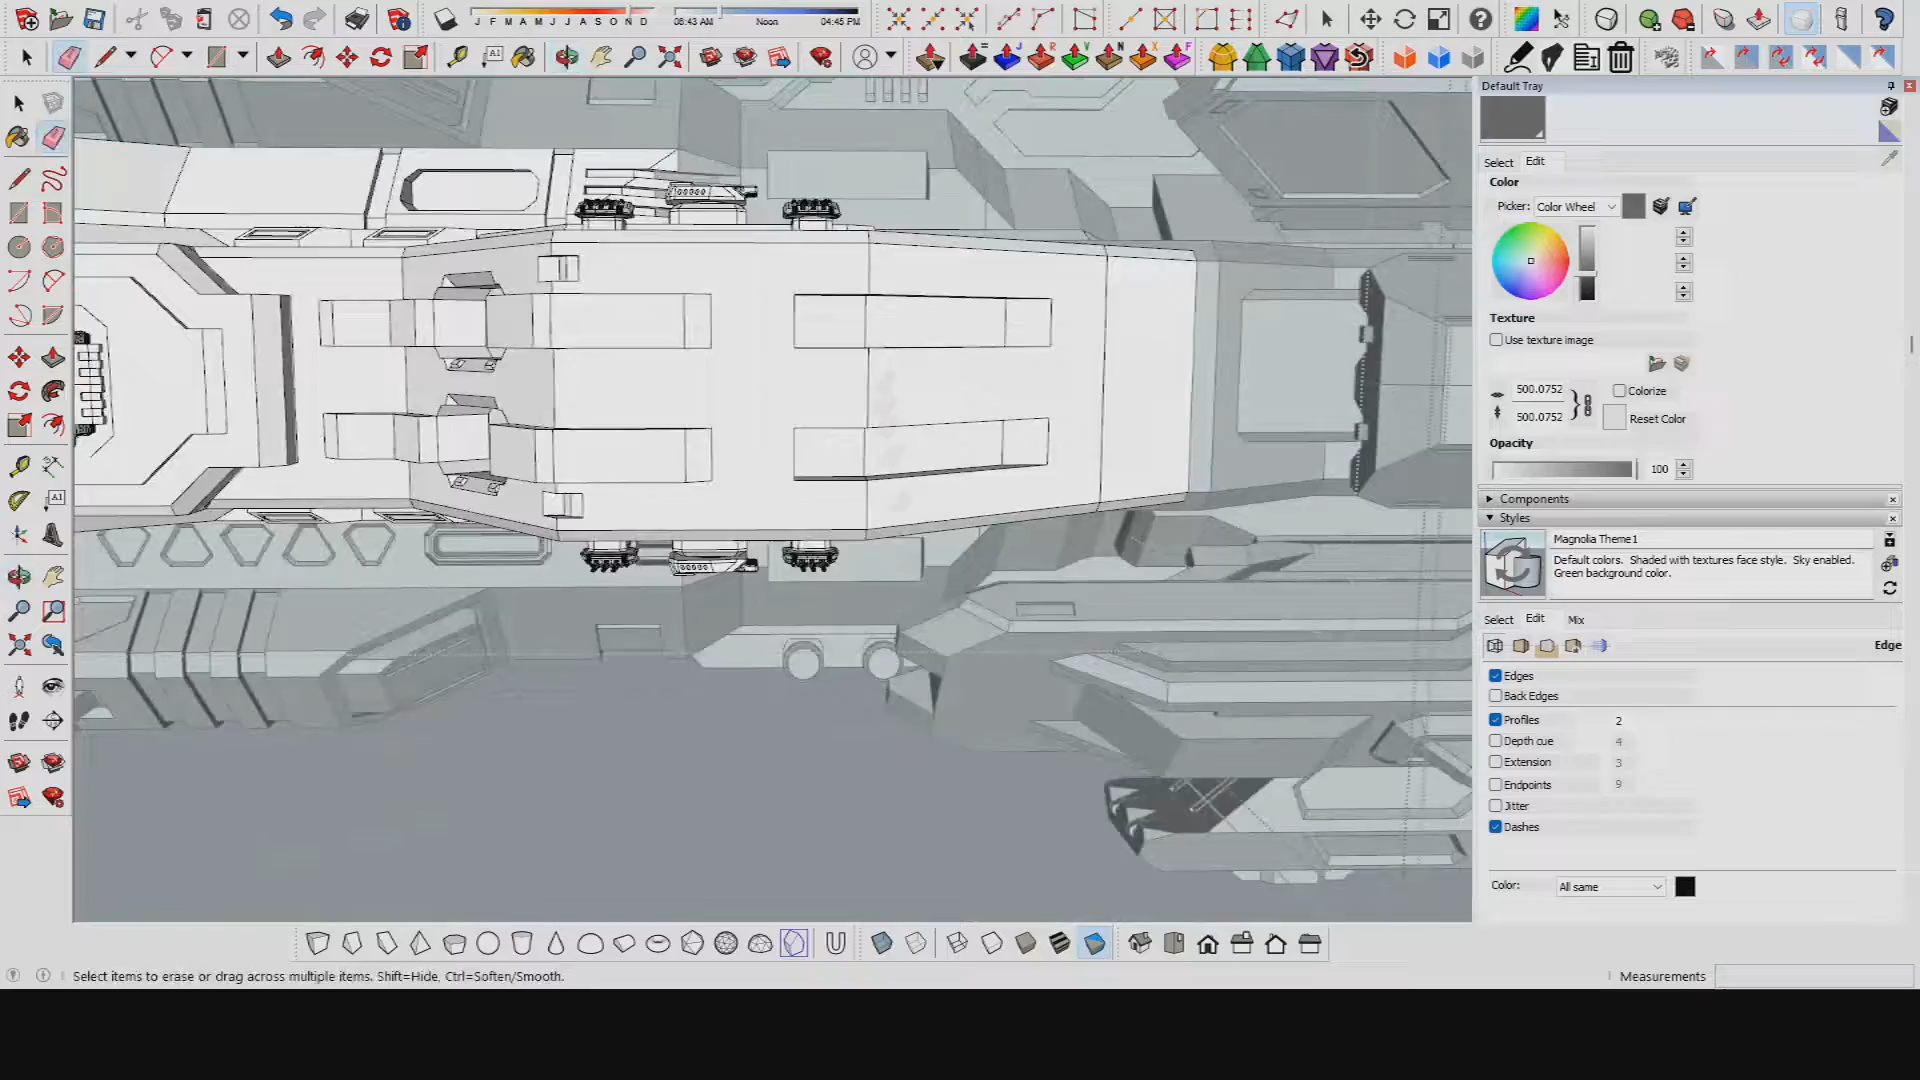 J F M A M J J A S O N D
06:43 AM Noon 04:45 PM
Default Tray
Select Edit
Color
Picker: Color Wheel
Texture
Use texture image
500.0752
Colorize
500.0752
Reset Color
Opacity
100
Components
Styles
Magnolia Theme1
Default colors. Shaded with textures face style. Sky enabled.
Green background color.
Select Edit Mix
Edge
Edges
Back Edges
Profiles 2
Depth cue 4
Extension 3
Endpoints 9
Jitter
Dashes
Color: All same
Select items to erase or drag across multiple items. Shift=Hide, Ctrl=Soften/Smooth.
Measurements